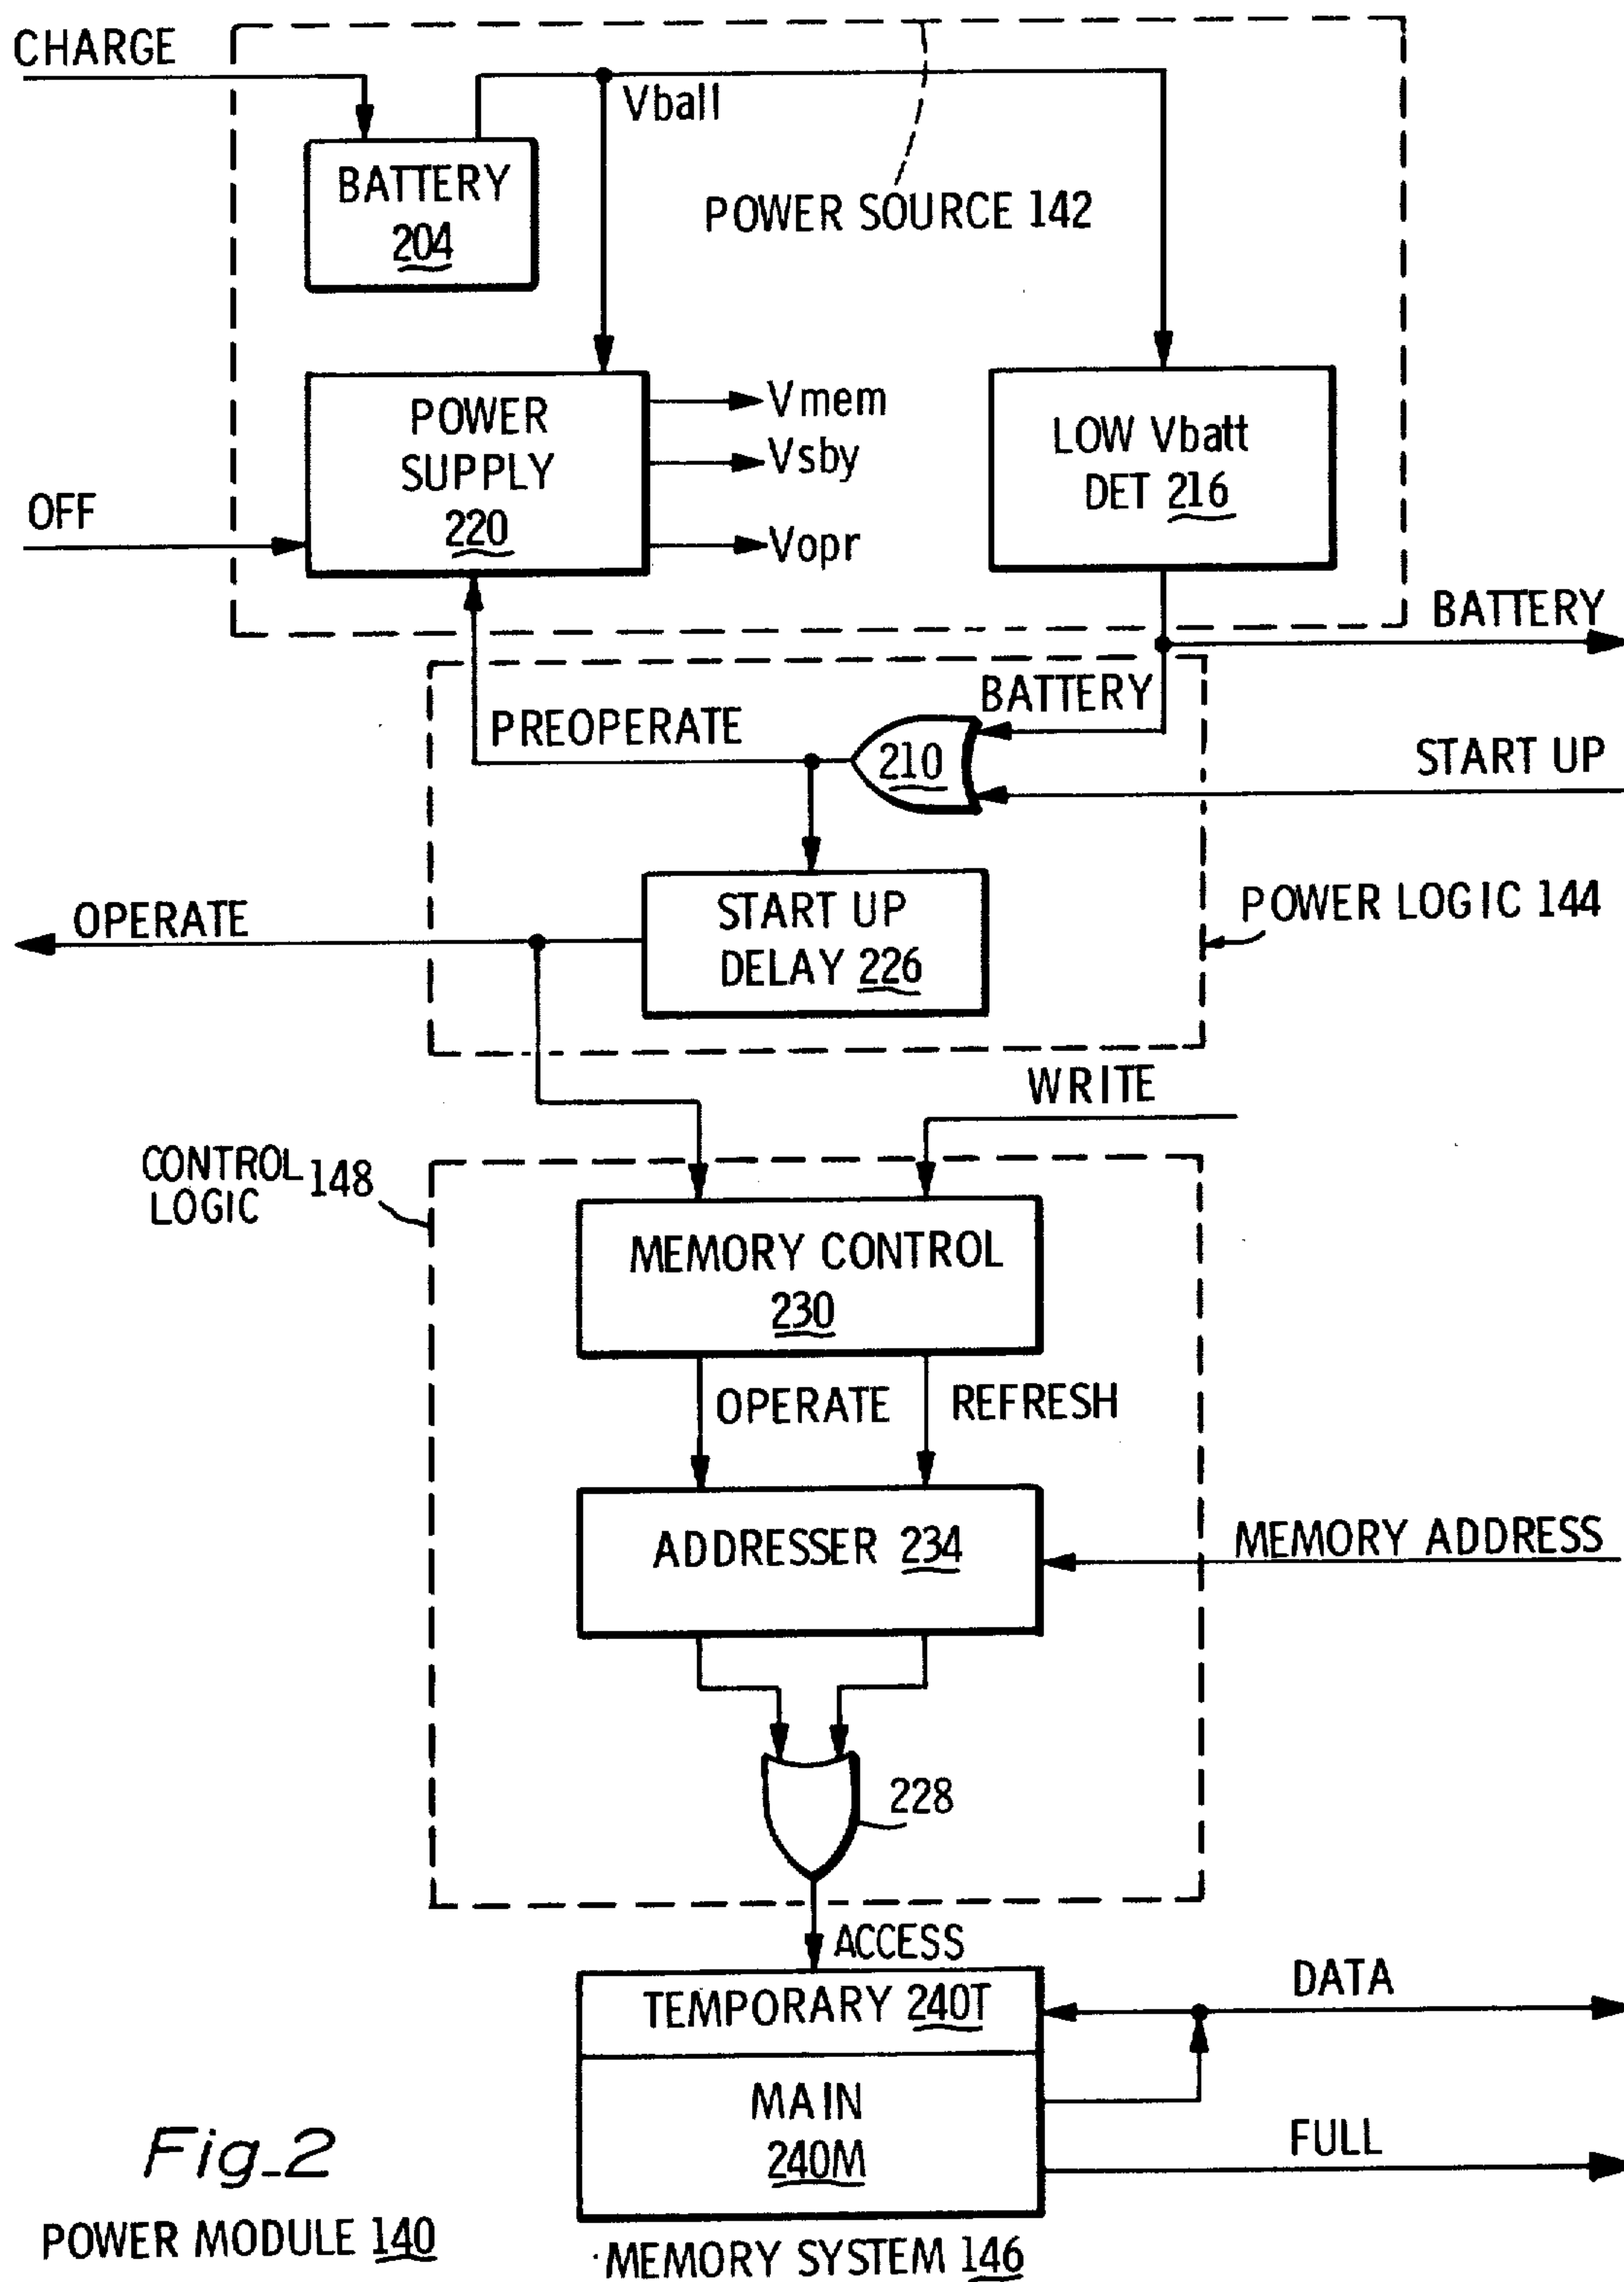 CHARGE
Vball
BATTERY
204
POWER SOURCE 142
POWER
SUPPLY
220
Vmem
Vsby
Vopr
LOW Vbatt
DET 216
OFF
BATTERY
BATTERY
PREOPERATE
210
START UP
START UP
DELAY 226
OPERATE
POWER LOGIC 144
WRITE
CONTROL 148
LOGIC
MEMORY CONTROL
230
OPERATE
REFRESH
ADDRESSER 234
MEMORY ADDRESS
228
ACCESS
TEMPORARY 240T
DATA
MAIN
240M
FULL
Fig_2
POWER MODULE 140
MEMORY SYSTEM 146